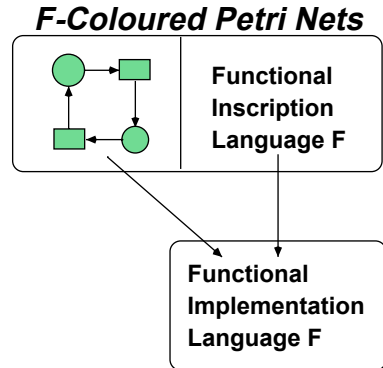 F-Coloured Petri Nets
Functional
Inscription
Language F
Functional
Implementation
Language F